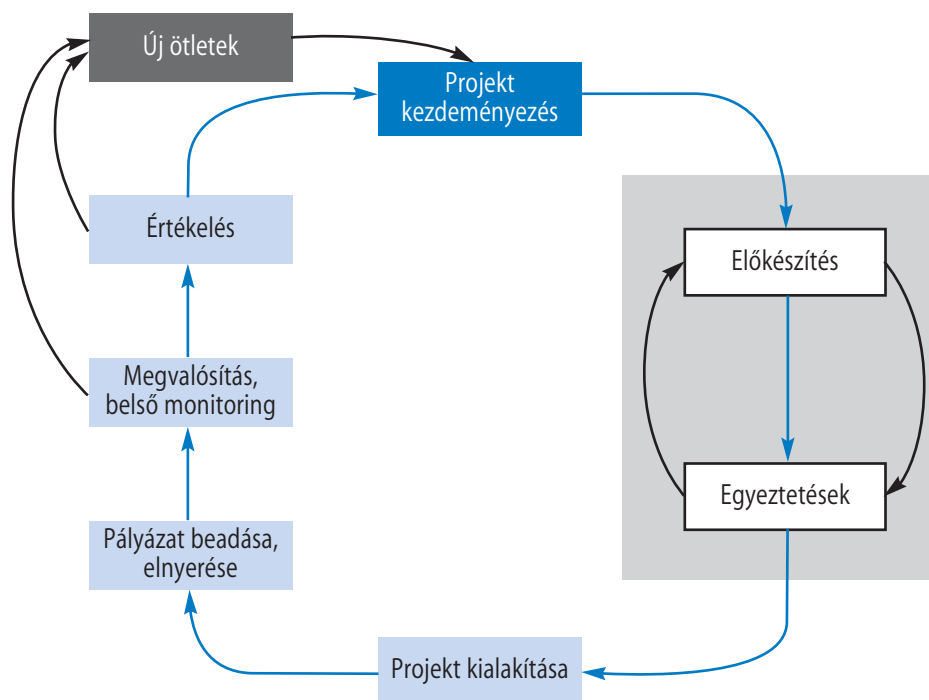 Új ötletek
Projekt
kezdeményezés
Értékelés
Előkészítés
Megvalósítás,
belső monitoring
Egyeztetések
Pályázat beadása,
elnyerése
Projekt kialakítása